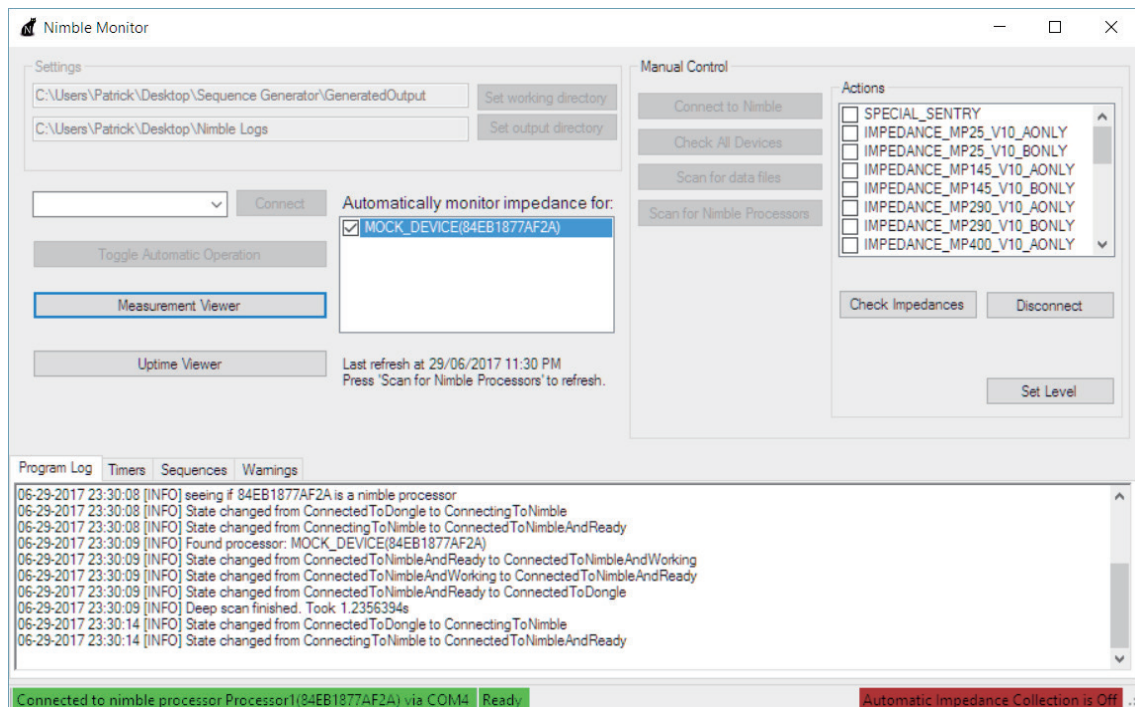 Nimble Monitor
Settings
C:\Users\Patrick\Desktop\Sequence Generator\GeneratedOutput
Set working directory
C:\Users\Patrick\Desktop\Nimble Logs
Set output directory
Connect
Toggle Automatic Operation
Measurement Viewer
Uptime Viewer
Automatically monitor impedance for:
MOCK_DEVICE(84EB1877AF2A)
Last refresh at 29/06/2017 11:30 PM
Press 'Scan for Nimble Processors' to refresh.
Manual Control
Connect to Nimble
Check All Devices
Scan for data files
Scan for Nimble Processors
Actions
SPECIAL_SENTRY
IMPEDANCE_MP25_V10_AONLY
IMPEDANCE_MP25_V10_BONLY
IMPEDANCE_MP145_V10_AONLY
IMPEDANCE_MP145_V10_BONLY
IMPEDANCE_MP290_V10_AONLY
IMPEDANCE_MP290_V10_BONLY
IMPEDANCE_MP400_V10_AONLY
Check Impedances
Disconnect
Set Level
Program Log Timers Sequences Warnings
06-29-2017 23:30:08 [INFO] seeing if 84EB1877AF2A is a nimble processor
06-29-2017 23:30:08 [INFO] State changed from ConnectedToDongle to ConnectingToNimble
06-29-2017 23:30:08 [INFO] State changed from ConnectingToNimble to ConnectedToNimbleAndReady
06-29-2017 23:30:09 [INFO] Found processor: MOCK_DEVICE(84EB1877AF2A)
06-29-2017 23:30:09 [INFO] State changed from ConnectedToNimbleAndReady to ConnectedToNimbleAndWorking
06-29-2017 23:30:09 [INFO] State changed from ConnectedToNimbleAndWorking to ConnectedToNimbleAndReady
06-29-2017 23:30:09 [INFO] State changed from ConnectedToNimbleAndReady to ConnectedToDongle
06-29-2017 23:30:09 [INFO] Deep scan finished. Took 1.2356394s
06-29-2017 23:30:14 [INFO] State changed from ConnectedToDongle to ConnectingToNimble
06-29-2017 23:30:14 [INFO] State changed from ConnectingToNimble to ConnectedToNimbleAndReady
Connected to nimble processor Processor1(84EB1877AF2A) via COM4 Ready
Automatic Impedance Collection is Off